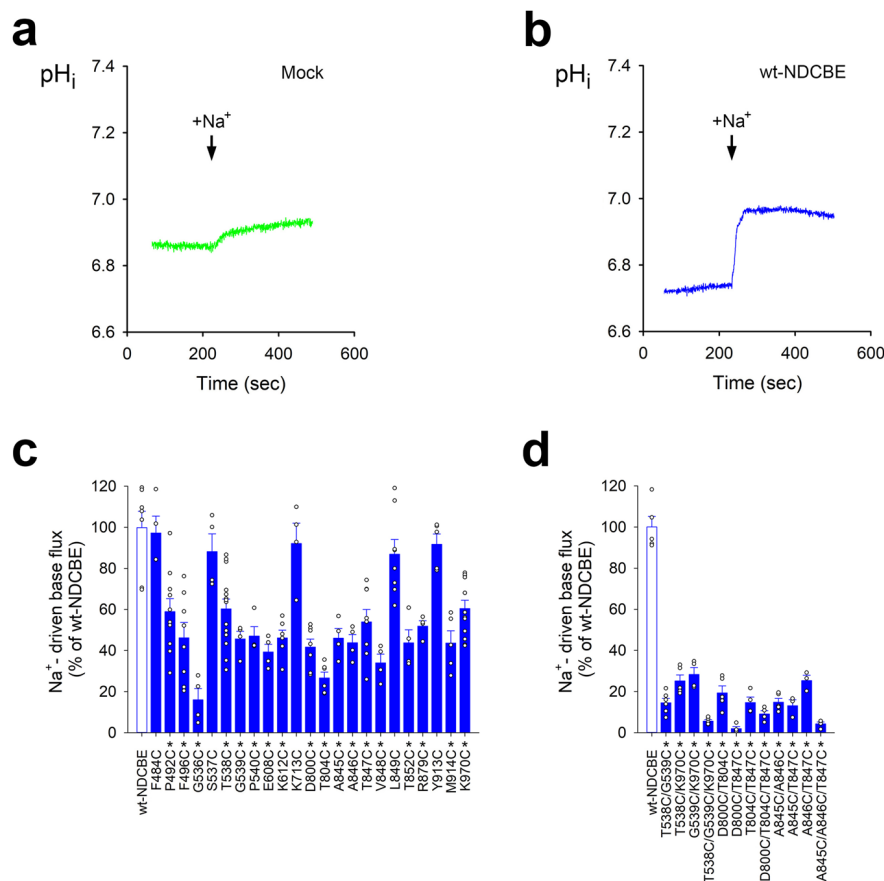 a
pHi
Mock
+Na+
7.4
7.2
7.0
6.8
6.6
0
200
400
600
Time (sec)
b
pHi
wt-NDCBE
+Na+
7.4
7.2
7.0
6.8
6.6
0
200
400
600
Time (sec)
c
Na+- driven base flux
(% of wt-NDCBE)
120
100
80
60
40
20
0
wt-NDCBE
F484C
P492C *
F496C *
G536C *
S537C
T538C *
G539C *
P540C *
E608C *
K612C *
K713C
D800C *
T804C *
A845C *
A846C *
T847C *
V848C *
L849C
T852C *
R879C *
Y913C
M914C *
K970C *
d
Na+- driven base flux
(% of wt-NDCBE)
120
100
80
60
40
20
0
wt-NDCBE
T538C/G539C *
T538C/K970C *
G539C/K970C *
T538C/G539C/K970C *
D800C/T804C *
D800C/T847C *
T804C/T847C *
D800C/T804C/T847C *
A845C/A846C *
A845C/T847C *
A846C/T847C *
A845C/A846C/T847C *